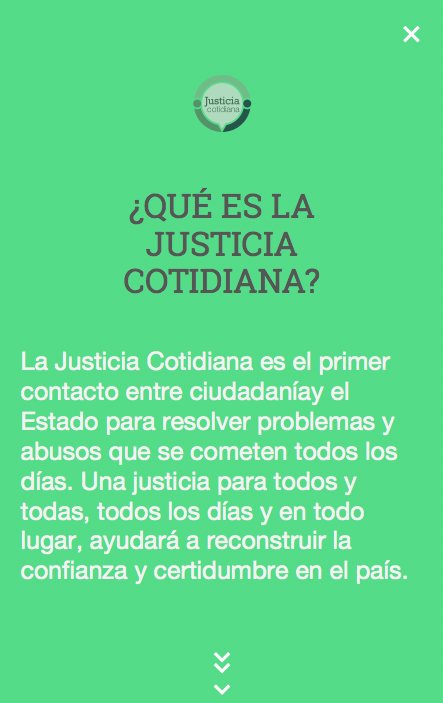 Justicia
cotidiana
¿QUÉ ES LA
JUSTICIA
COTIDIANA?
La Justicia Cotidiana es el primer
contacto entre ciudadaníay el
Estado para resolver problemas y
abusos que se cometen todos los
días. Una justicia para todos y
todas, todos los días y en todo
lugar, ayudará a reconstruir la
confianza y certidumbre en el país.